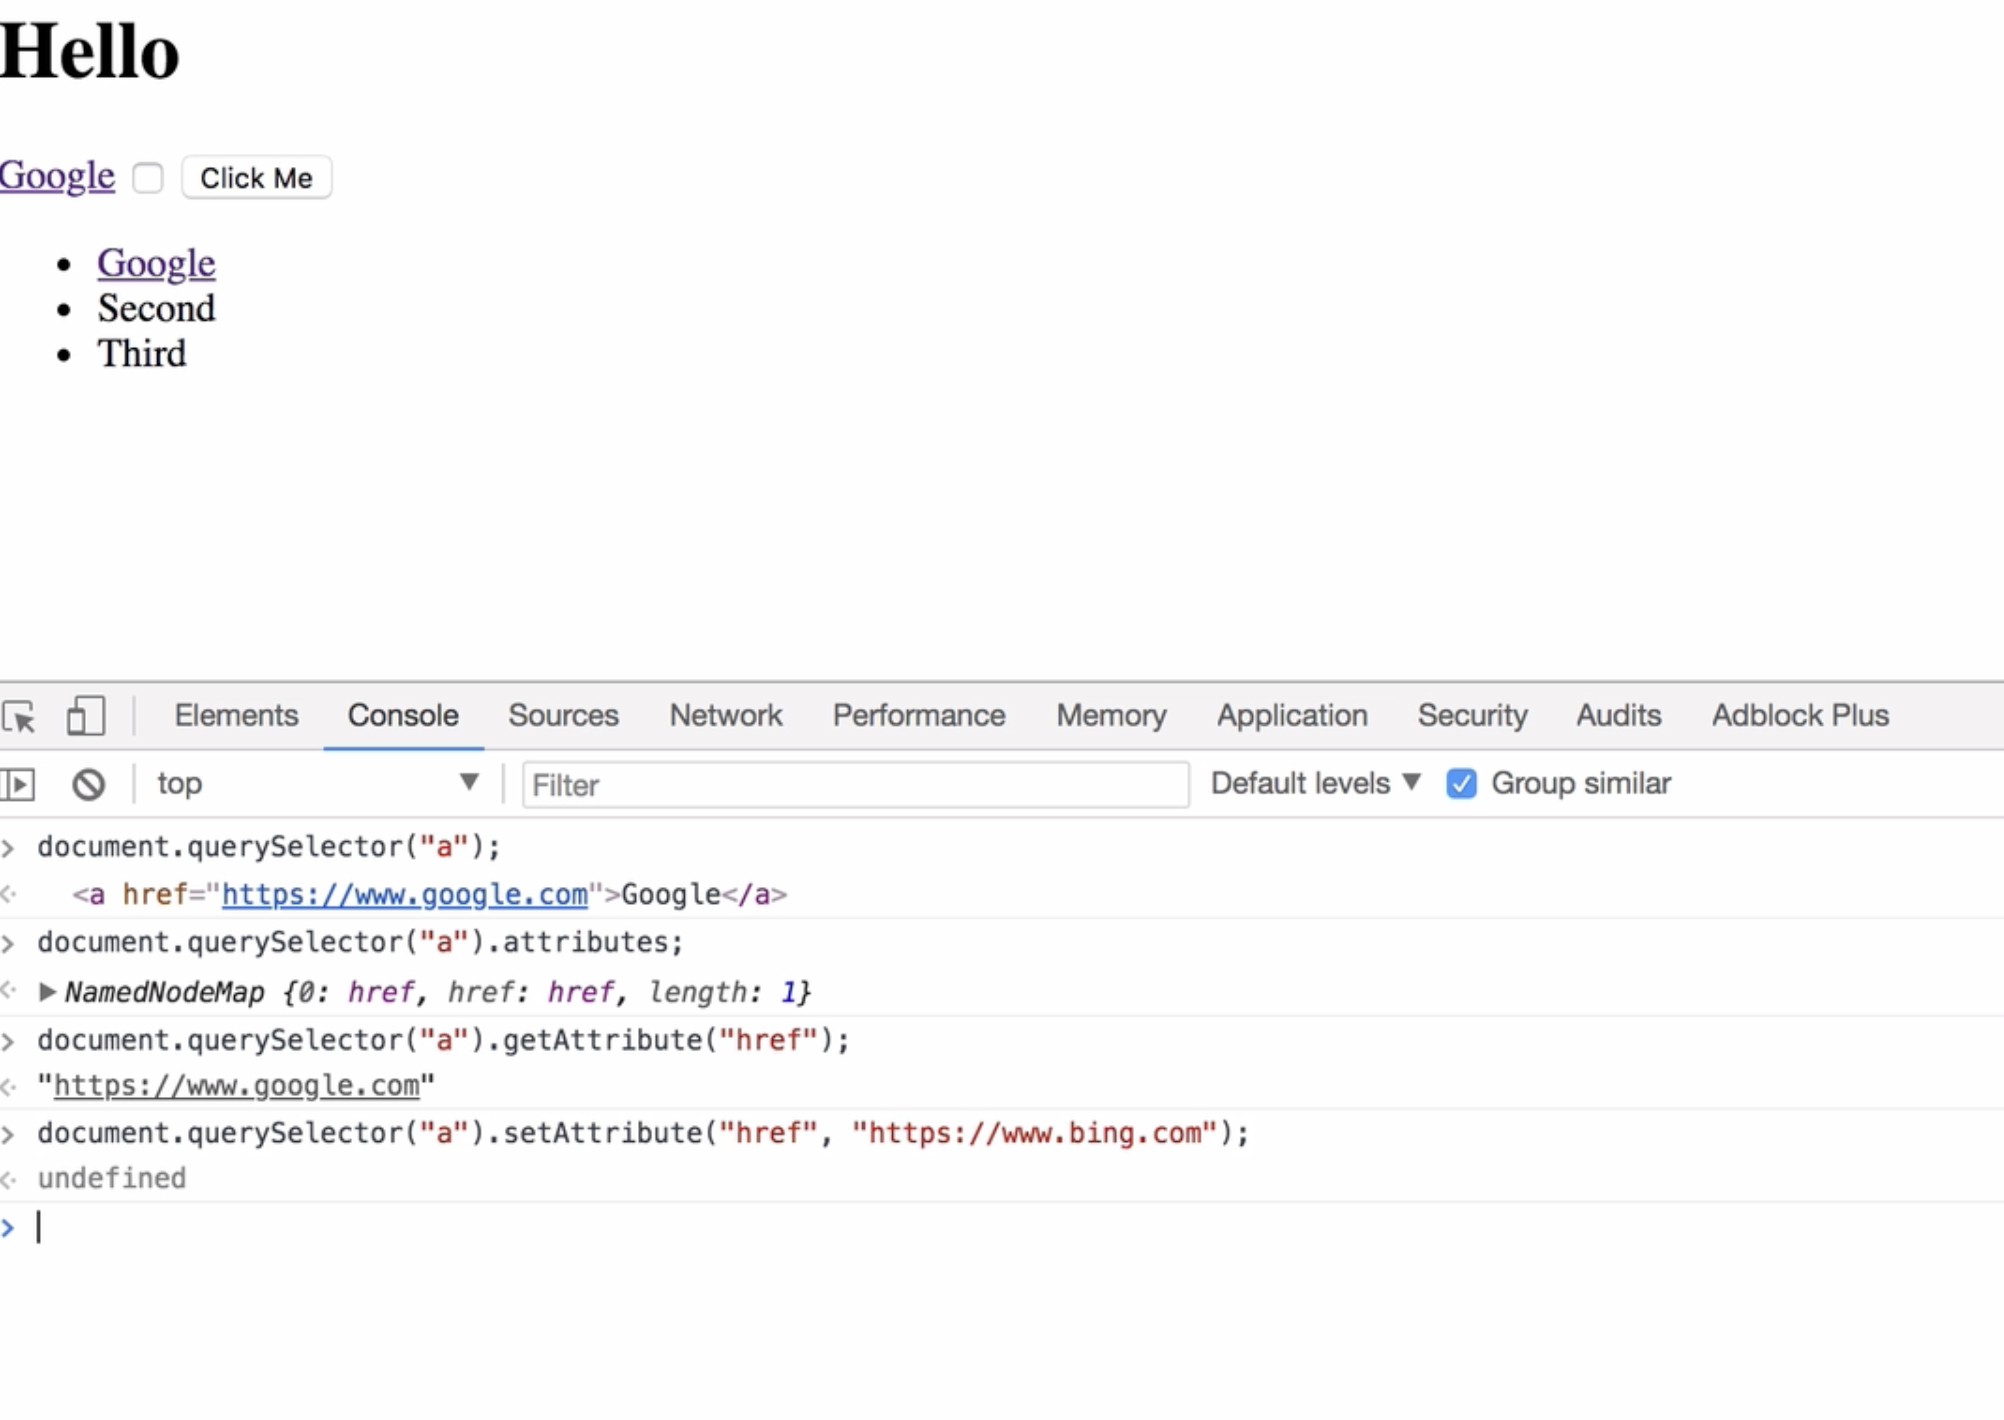 Hello
Google Click Me
Google
Second
Third
Elements Console Sources Network Performance Memory Application Security Audits Adblock Plus
top Filter Default levels Group similar
document.querySelector("a");
<a href="https://www.google.com">Google</a>
document.querySelector("a").attributes;
NamedNodeMap {0: href, href: href, length: 1}
document.querySelector("a").getAttribute("href");
"https://www.google.com"
document.querySelector("a").setAttribute("href", "https://www.bing.com");
undefined